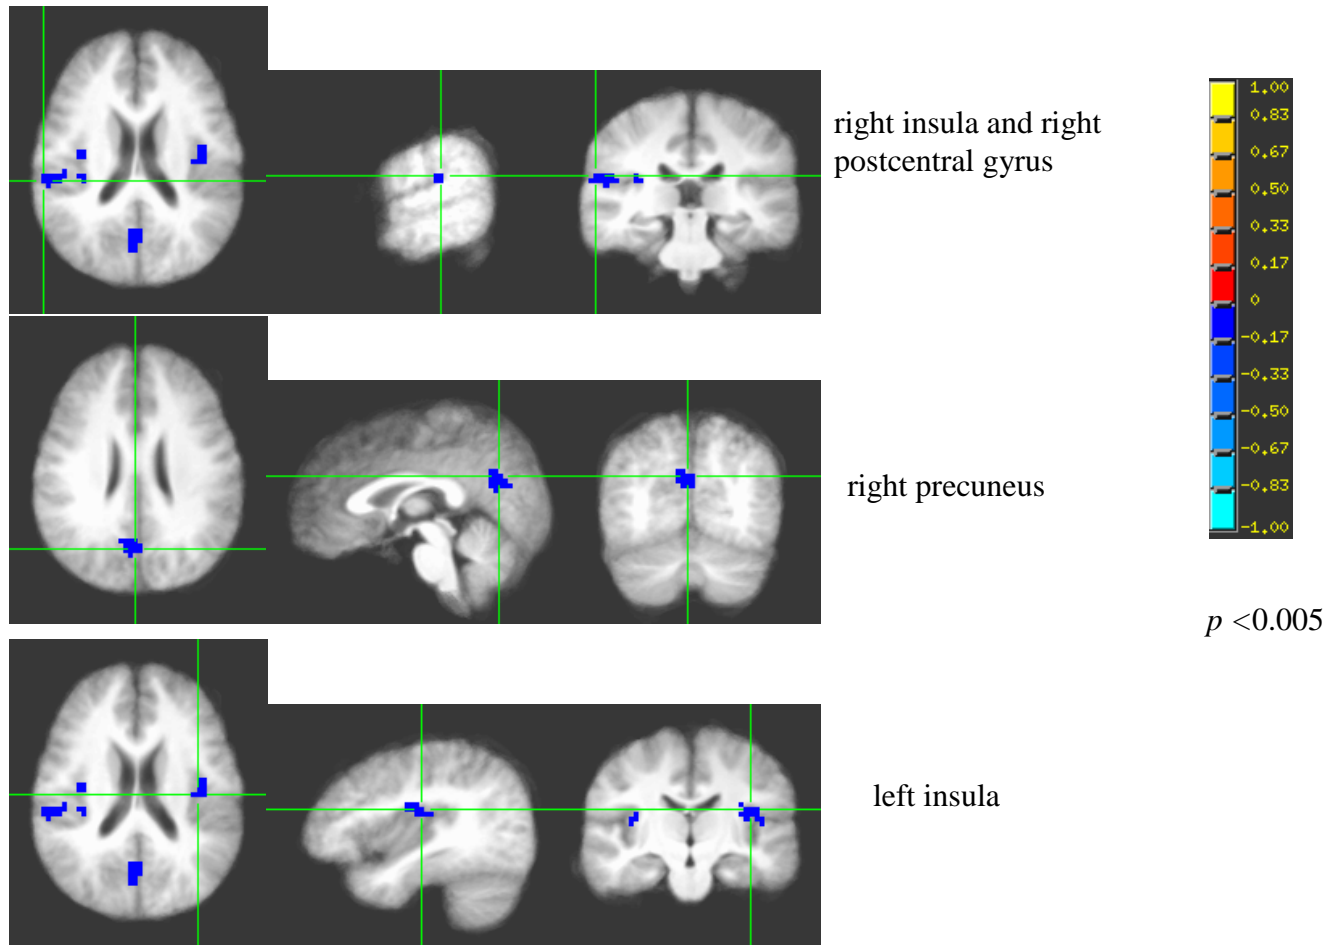 right insula and right
postcentral gyrus
1.00
0.83
0.67
0.50
0.33
0.17
0
-0.17
-0.33
-0.50
-0.67
-0.83
-1.00
right precuneus
p <0.005
left insula